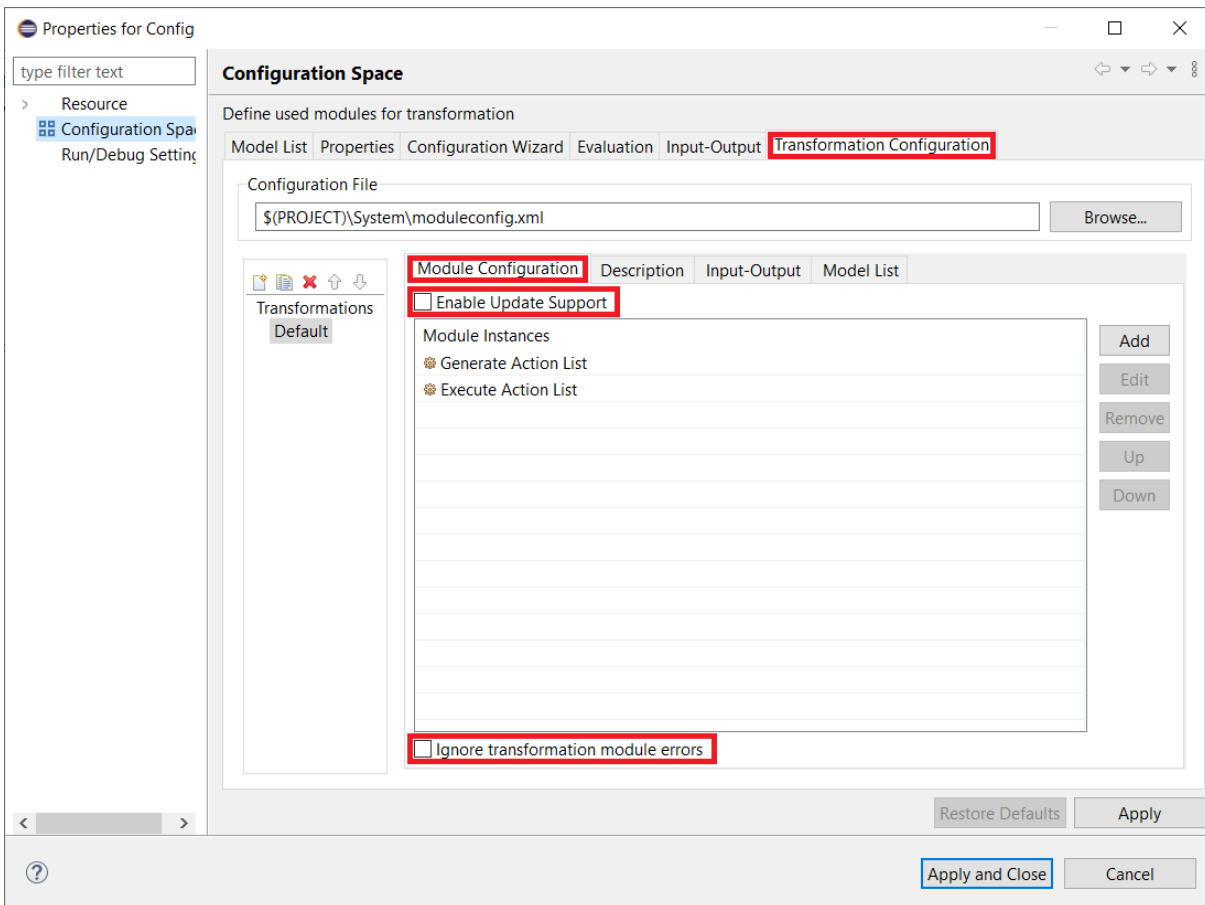 Properties for Config
type filter text
Resource
Configuration Spa
Run/Debug Setting
Configuration Space
Define used modules for transformation
Model List Properties Configuration Wizard Evaluation Input-Output Transformation Configuration
Configuration File
$(PROJECT)\System\moduleconfig.xml Browse...
Transformations
Default
Module Configuration Description Input-Output Model List
Enable Update Support
Module Instances
Generate Action List
Execute Action List
Add
Edit
Remove
Up
Down
Ignore transformation module errors
Restore Defaults Apply
? Apply and Close Cancel